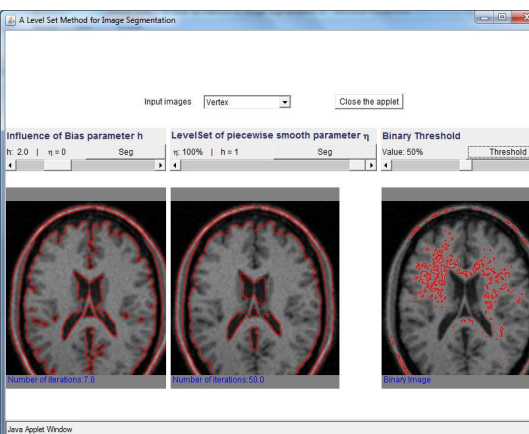 A Level Set Method for Image Segmentation
Input images Vertex Close the applet
Influence of Bias parameter h
h: 2.0 | η = 0 Seg
LevelSet of piecewise smooth parameter η
η: 100% | h = 1 Seg
Binary Threshold
Value: 50% Threshold
Number of iterations:7.0
Number of iterations:50.0
Binary Image
Java Applet Window